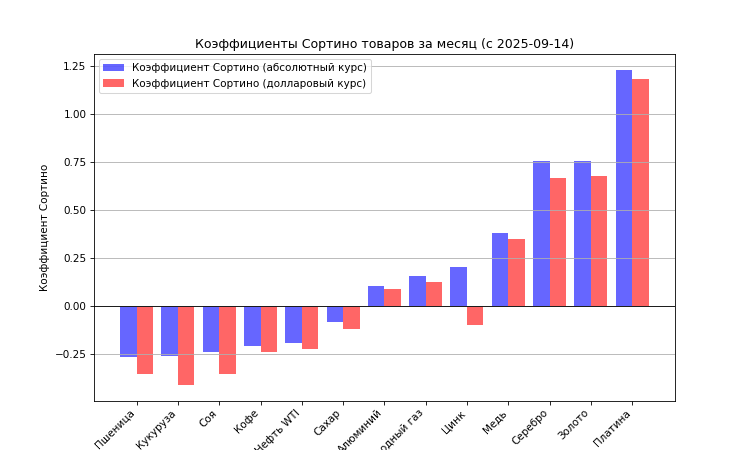 Коэффициенты Сортино товаров за месяц (с 2025-09-14)
Коэффициент Сортино (абсолютный курс)
Коэффициент Сортино (долларовый курс)
Коэффициент Сортино
1.25
1.00
0.75
0.50
0.25
0.00
−0.25
Пшеница
Кукуруза
Соя
Кофе
Нефть WTI
Сахар
Алюминий
газ
Цинк
Медь
Серебро
Золото
Платина